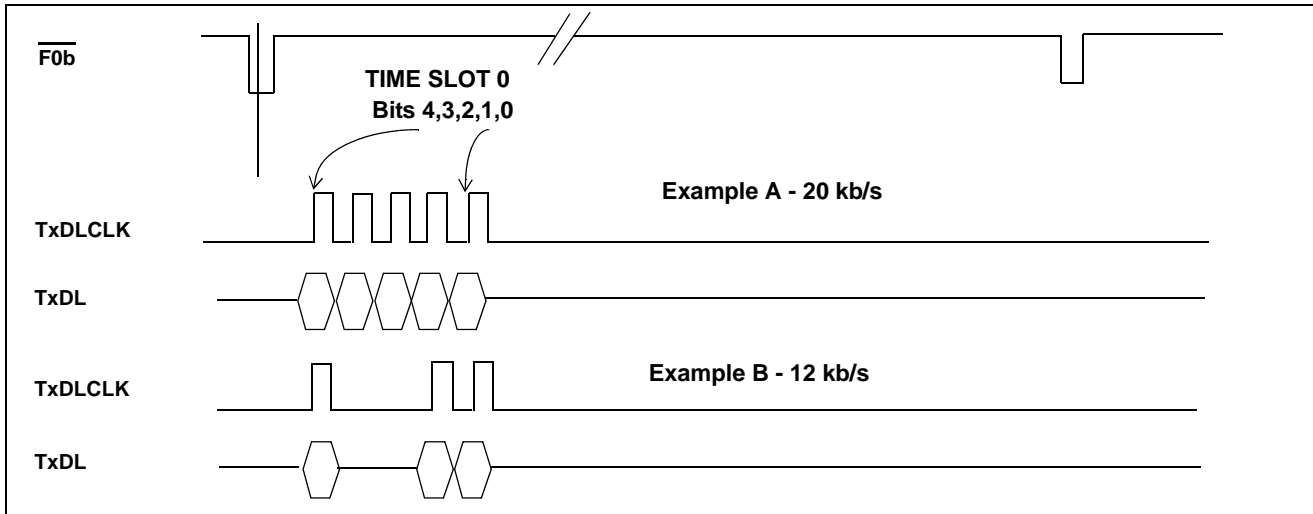 F0b
TIME SLOT 0
Bits 4,3,2,1,0
Example A - 20 kb/s
TxDLCLK
TxDL
Example B - 12 kb/s
TxDLCLK
TxDL